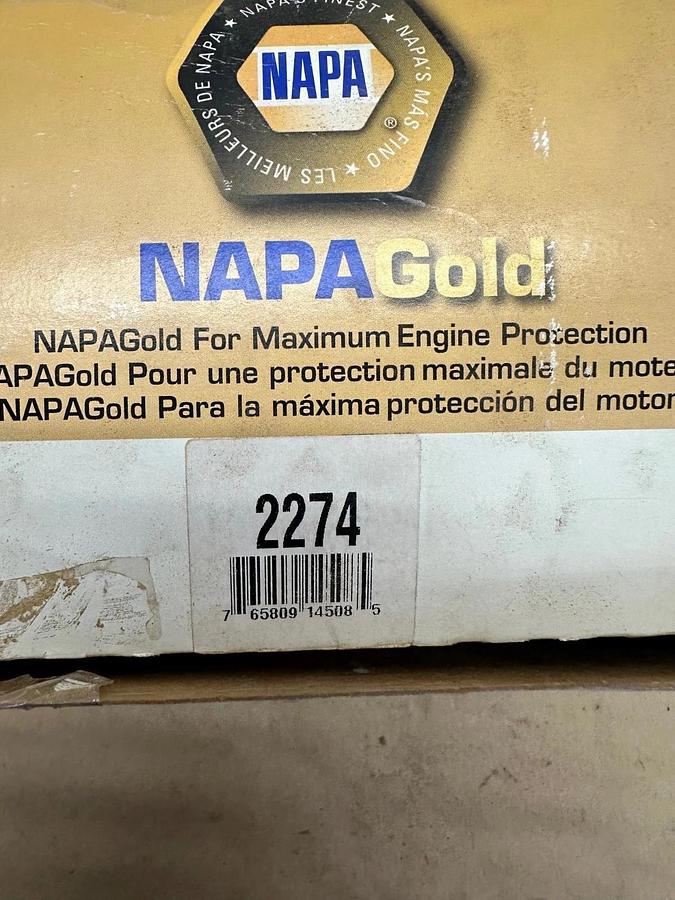 NAPA'S FINEST ★ NAPA'S MÁS FINO ★ LES MEILLEURS DE NAPA ★
NAPA
®
NAPAGold
NAPAGold For Maximum Engine Protection
APAGold Pour une protection maximale du mote
NAPAGold Para la máxima protección del motor
2274
7 65809 14508 5